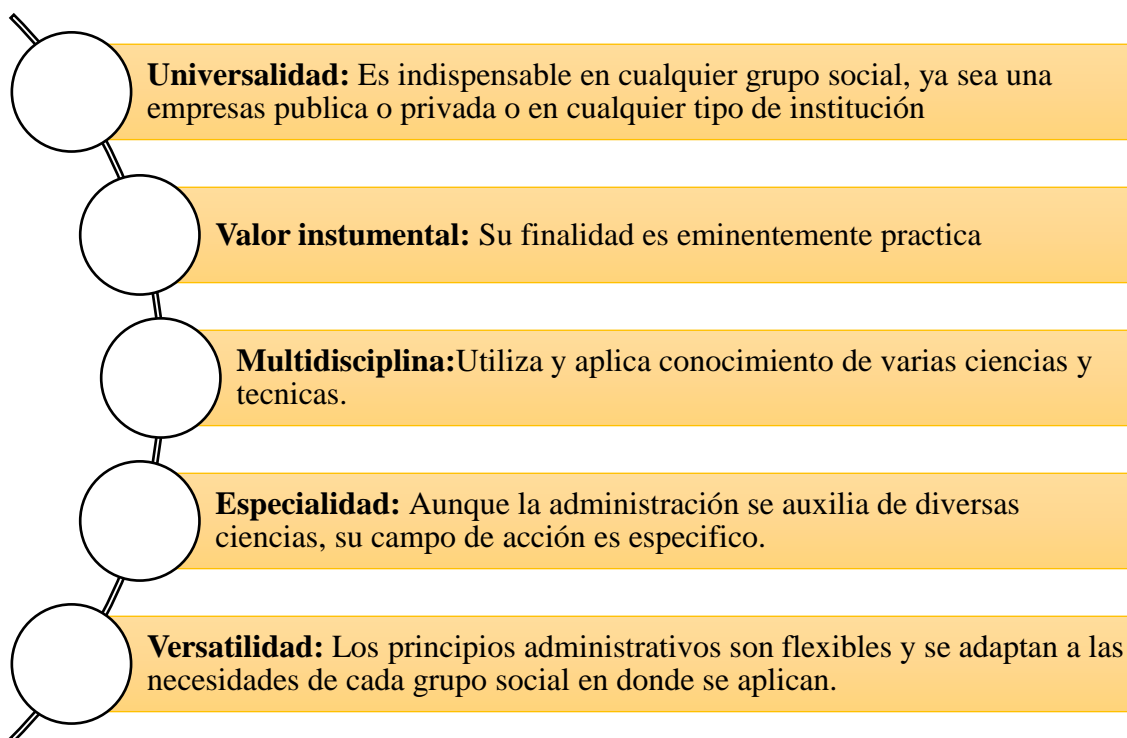 Universalidad: Es indispensable en cualquier grupo social, ya sea una
empresas publica o privada o en cualquier tipo de institución
Valor instumental: Su finalidad es eminentemente practica
Multidisciplina:Utiliza y aplica conocimiento de varias ciencias y
tecnicas.
Especialidad: Aunque la administración se auxilia de diversas
ciencias, su campo de acción es especifico.
Versatilidad: Los principios administrativos son flexibles y se adaptan a las
necesidades de cada grupo social en donde se aplican.